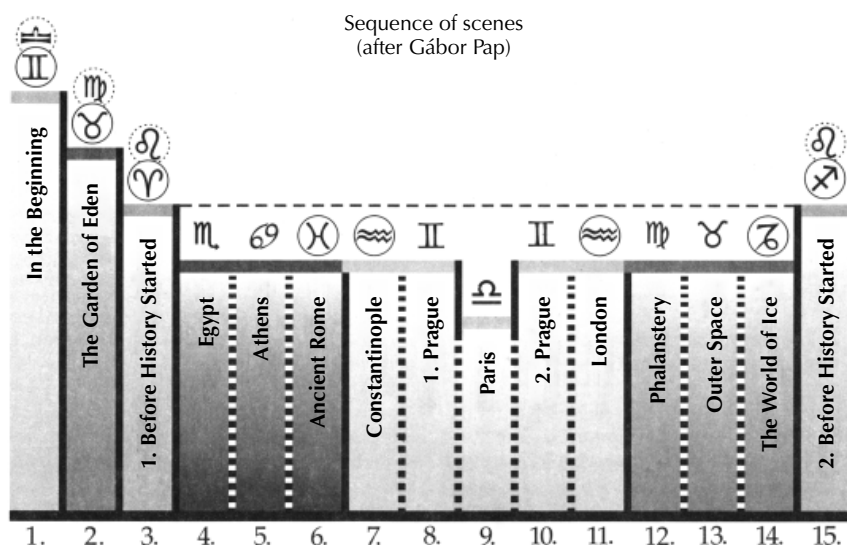 Sequence of scenes
(after Gábor Pap)
♎ ♍ ♌ ♌
♊ ♉ ♈ ♐
♏ ♋ ♓ ♒ ♊ ♎ ♊ ♒ ♍ ♉ ♑
In the Beginning
The Garden of Eden
1. Before History Started
Egypt
Athens
Ancient Rome
Constantinople
1. Prague
Paris
2. Prague
London
Phalanstery
Outer Space
The World of Ice
2. Before History Started
1. 2. 3. 4. 5. 6. 7. 8. 9. 10. 11. 12. 13. 14. 15.